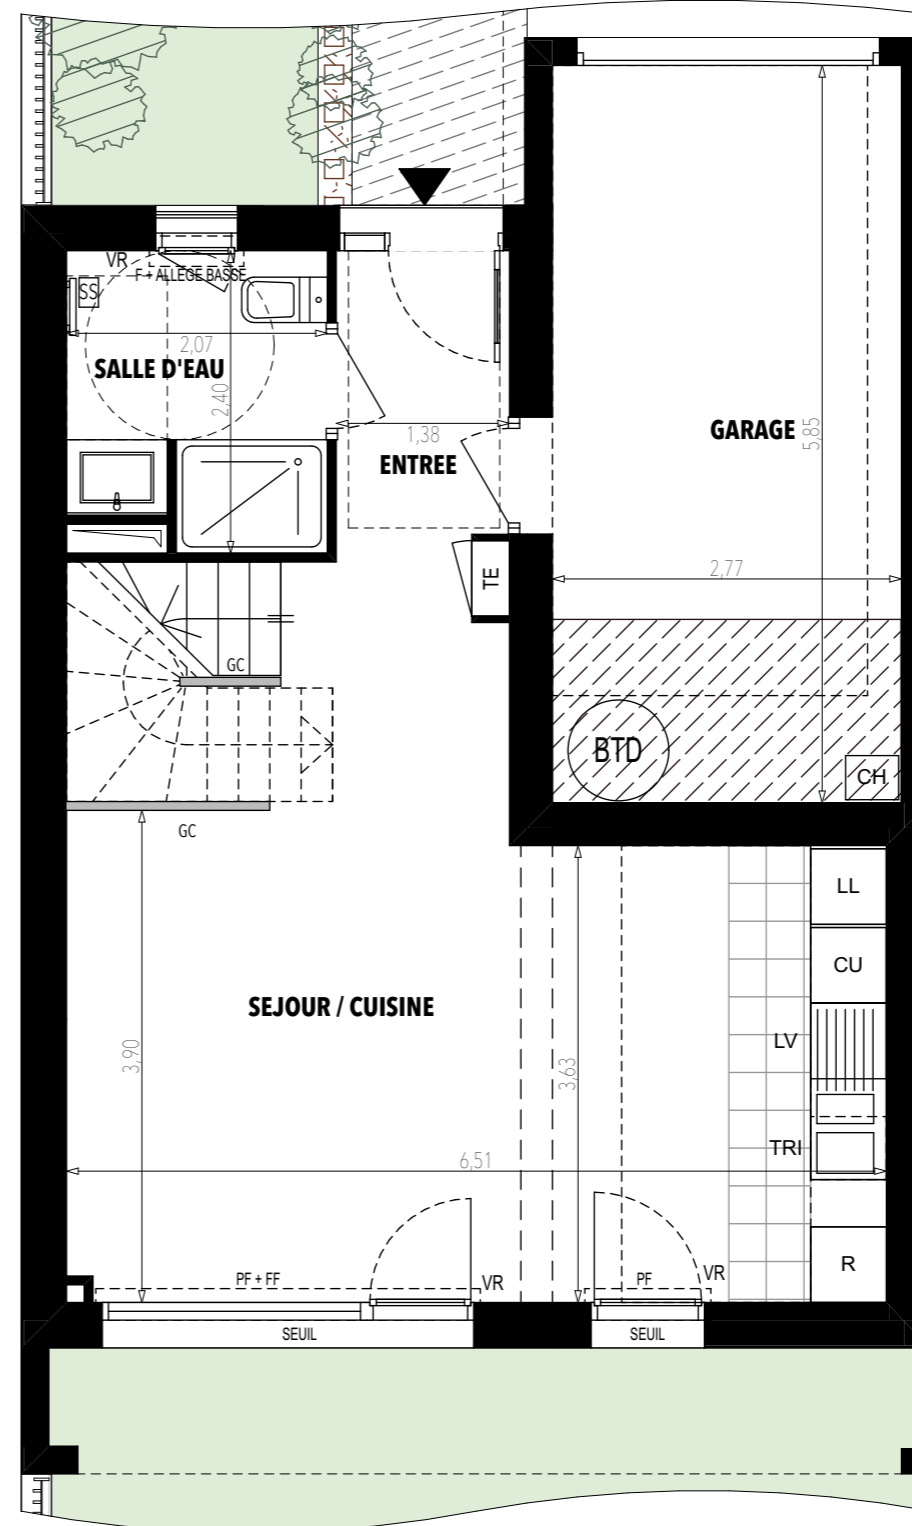 VR
F + ALLEGE BASSE
SS
2,07
SALLE D'EAU
2,40
1,38
ENTREE
GARAGE
5,85
2,77
TE
GC
BTD
CH
GC
LL
CU
SEJOUR / CUISINE
LV
3,90
3,63
TRI
6,51
R
PF + FF
VR
PF
VR
SEUIL
SEUIL